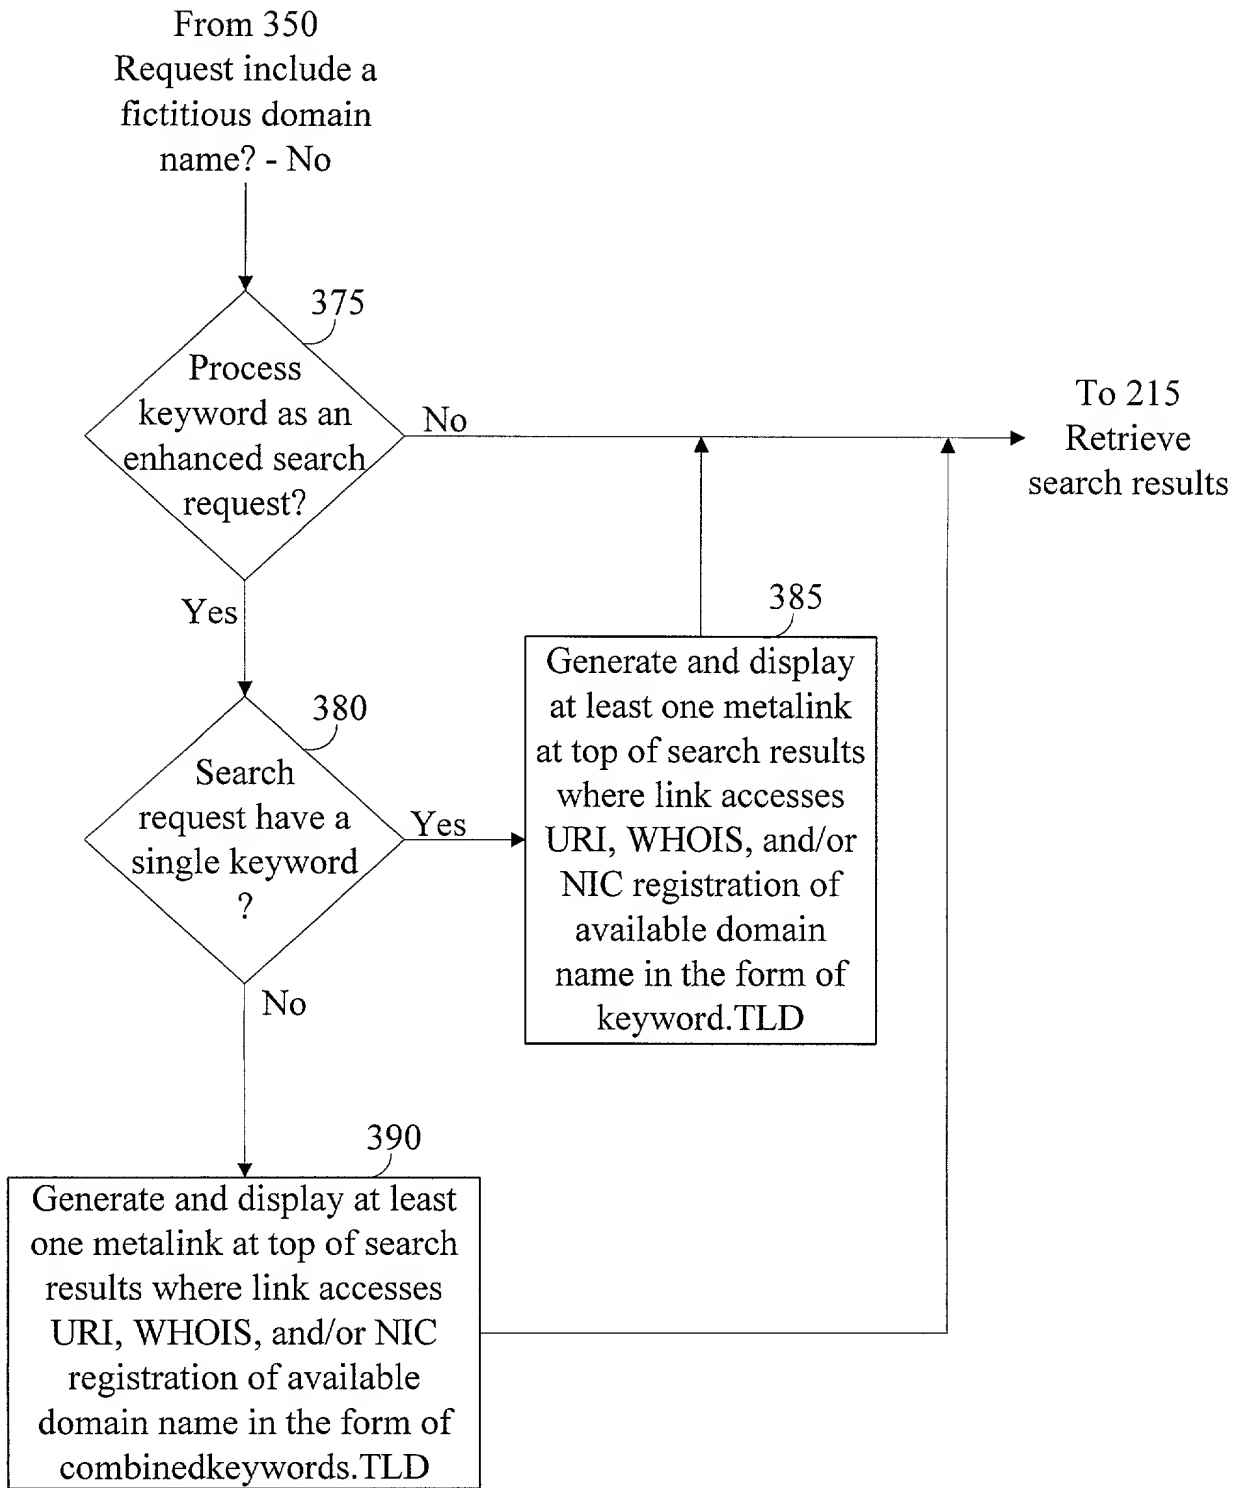 From 350
Request include a
fictitious domain
name? - No
375
Process
keyword as an
enhanced search
request?
No
To 215
Retrieve
search results
Yes
380
Search
request have a
single keyword
?
Yes
385
Generate and display
at least one metalink
at top of search results
where link accesses
URI, WHOIS, and/or
NIC registration of
available domain
name in the form of
keyword.TLD
No
390
Generate and display at least
one metalink at top of search
results where link accesses
URI, WHOIS, and/or NIC
registration of available
domain name in the form of
combinedkeywords.TLD